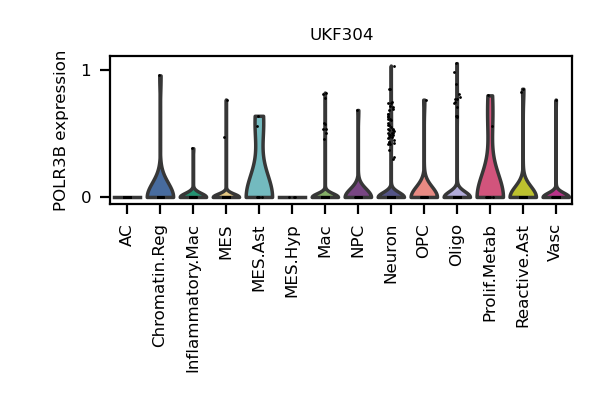 UKF304
POLR3B expression
1
0
AC
Chromatin.Reg
Inflammatory.Mac
MES
MES.Ast
MES.Hyp
Mac
NPC
Neuron
OPC
Oligo
Prolif.Metab
Reactive.Ast
Vasc